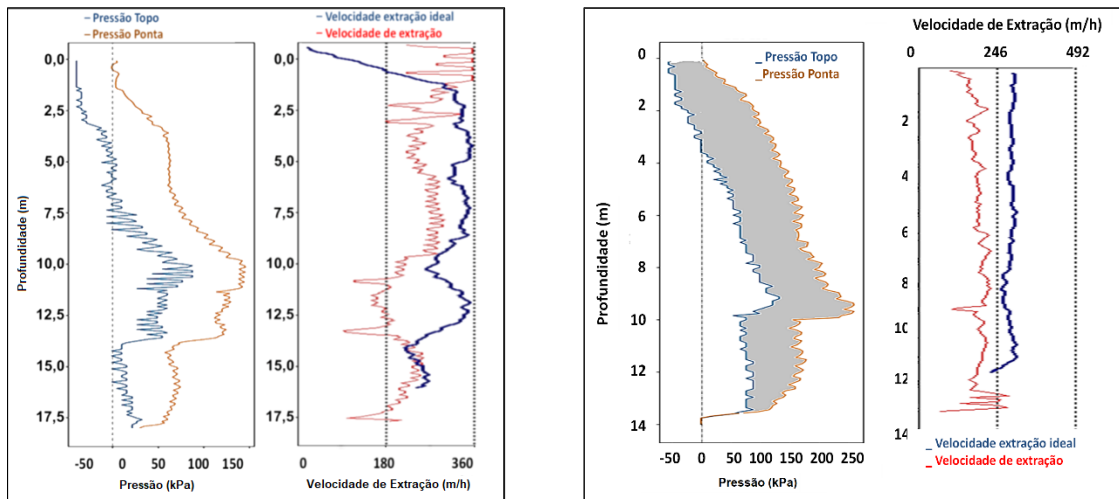 – Pressão Topo
– Pressão Ponta
– Velocidade extração ideal
– Velocidade de extração
0,0
2,5
5,0
7,5
10,0
12,5
15,0
17,5
Profundidade (m)
-50 0 50 100 150
Pressão (kPa)
0,0
2,5
5,0
7,5
10,0
12,5
15,0
17,5
180 360
Velocidade de Extração (m/h)
_ Pressão Topo
_Pressão Ponta
0
2
4
6
8
10
12
14
Profundidade (m)
-50 0 50 100 150 200 250
Pressão (kPa)
Velocidade de Extração (m/h)
0 246 492
2
4
6
8
10
12
14
_ Velocidade extração ideal
_ Velocidade de extração